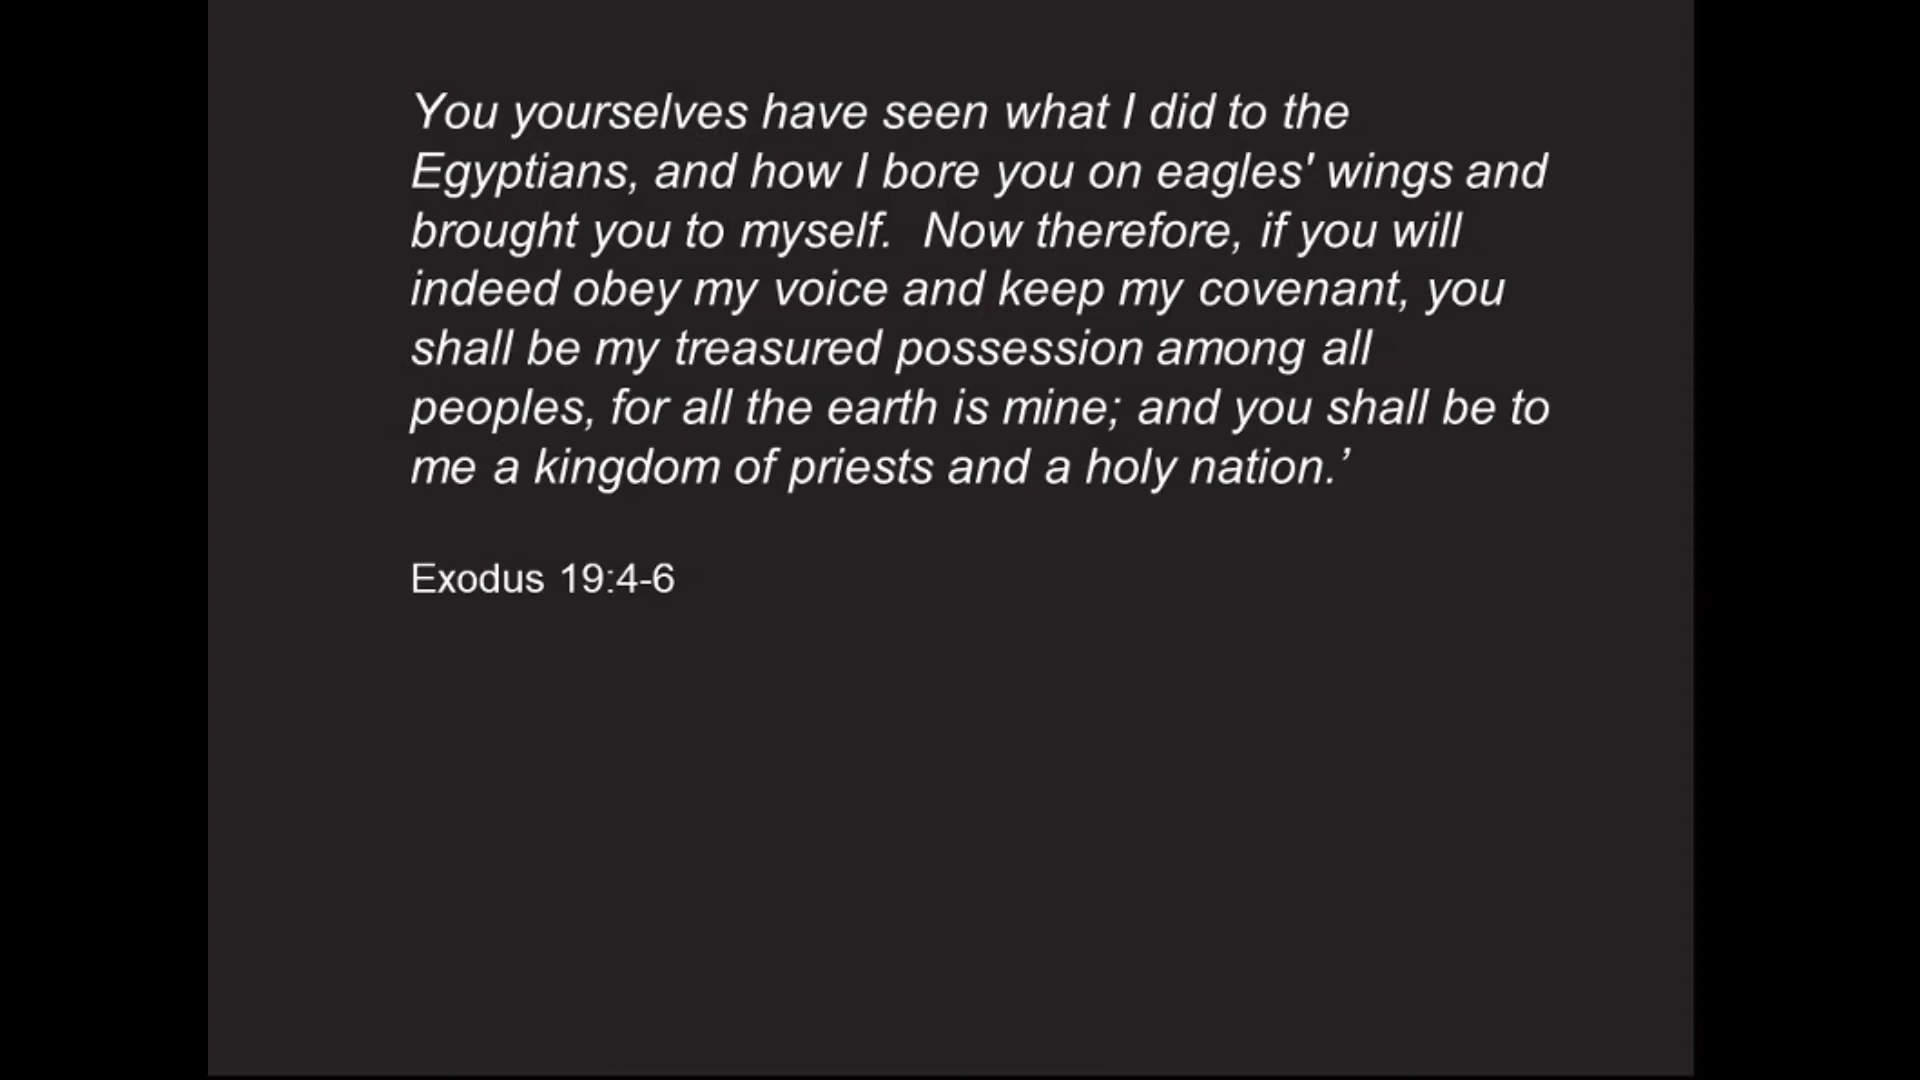 You yourselves have seen what I did to the
Egyptians, and how I bore you on eagles' wings and
brought you to myself.  Now therefore, if you will
indeed obey my voice and keep my covenant, you
shall be my treasured possession among all
peoples, for all the earth is mine; and you shall be to
me a kingdom of priests and a holy nation.’
Exodus 19:4-6